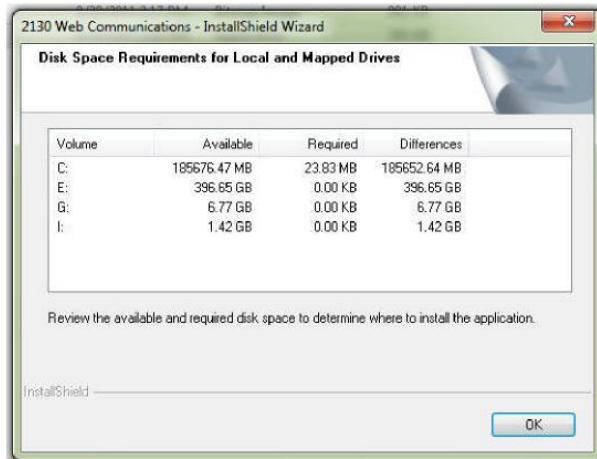 2130 Web Communications - InstallShield Wizard
Disk Space Requirements for Local and Mapped Drives
Volume Available Required Differences
C: 185676.47 MB 23.83 MB 185652.64 MB
E: 396.65 GB 0.00 KB 396.65 GB
G: 6.77 GB 0.00 KB 6.77 GB
I: 1.42 GB 0.00 KB 1.42 GB
Review the available and required disk space to determine where to install the application.
InstallShield
OK